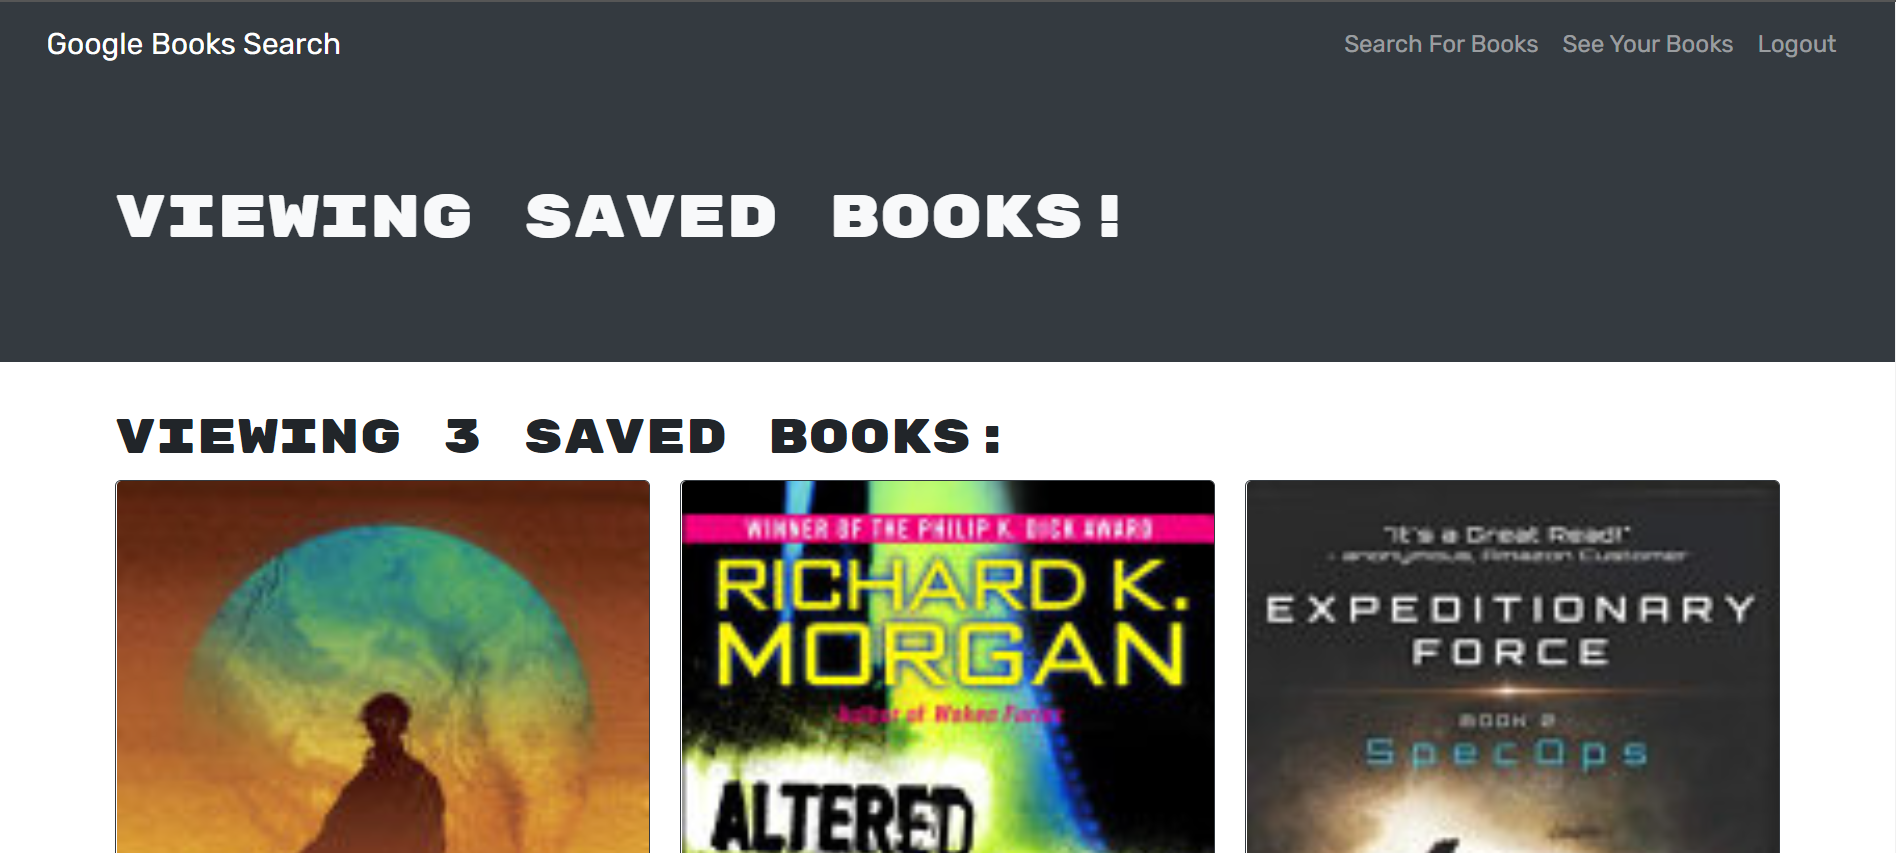 Google Books Search
Search For Books See Your Books Logout
VIEWING SAVED BOOKS!
VIEWING 3 SAVED BOOKS:
WINNER OF THE PHILIP K. DICK AWARD
RICHARD K.
MORGAN
Author of Woken Furies
ALTERED
"It's a Great Read!"
- anonymous, Amazon Customer
EXPEDITIONARY
FORCE
BOOK 2
SpecOps